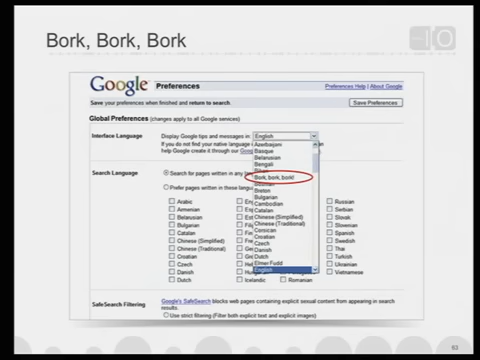 Bork, Bork, Bork
IO
Google Preferences
Preferences Help | About Google
Save your preferences when finished and return to search.
Save Preferences
Global Preferences (changes apply to all Google services)
Interface Language
Display Google tips and messages in: English
If you do not find your native language
help Google create it through our
Azerbaijani
Basque
Belarusian
Bengali
Bork, bork, bork!
Breton
Bulgarian
Cambodian
Catalan
Chinese (Simplified)
Chinese (Traditional)
Corsican
Croatian
Czech
Danish
Dutch
Elmer Fudd
English
Search Language
Search for pages written in any
Prefer pages written in these
Arabic
Armenian
Belarusian
Bulgarian
Catalan
Chinese (Simplified)
Chinese (Traditional)
Croatian
Czech
Danish
Dutch
Icelandic
Romanian
Russian
Serbian
Slovak
Slovenian
Spanish
Swedish
Thai
Turkish
Ukrainian
Vietnamese
SafeSearch Filtering
Google's SafeSearch blocks web pages containing explicit sexual content from appearing in search
results.
Use strict filtering (Filter both explicit text and explicit images)
63